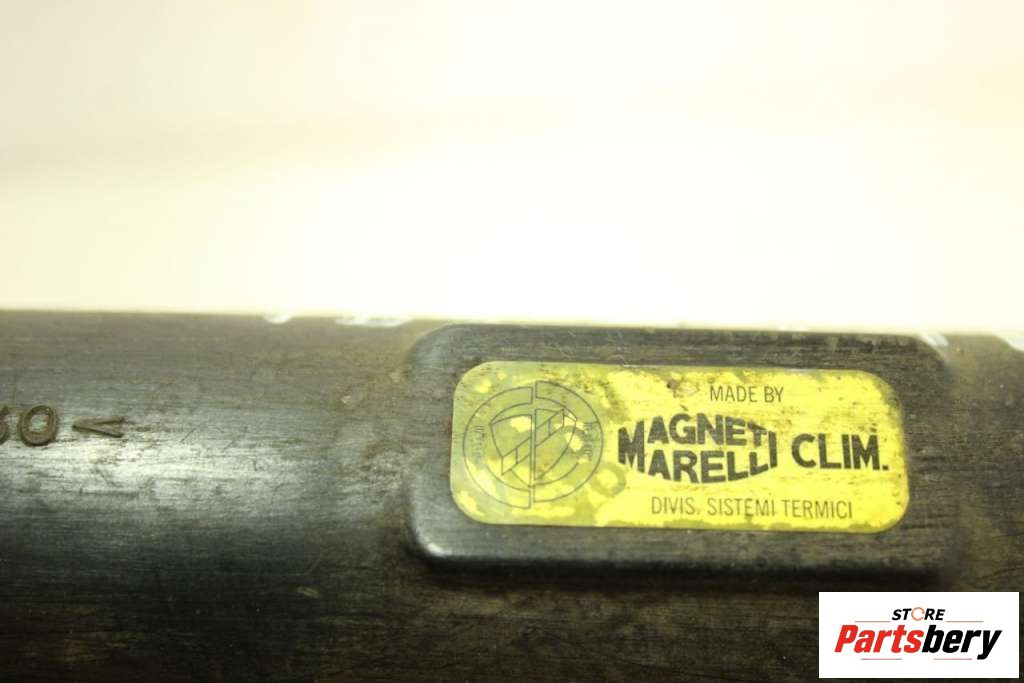 MADE BY
MAGNETI
MARELLI CLIM.
DIVIS. SISTEMI TERMICI
STORE
Partsbery